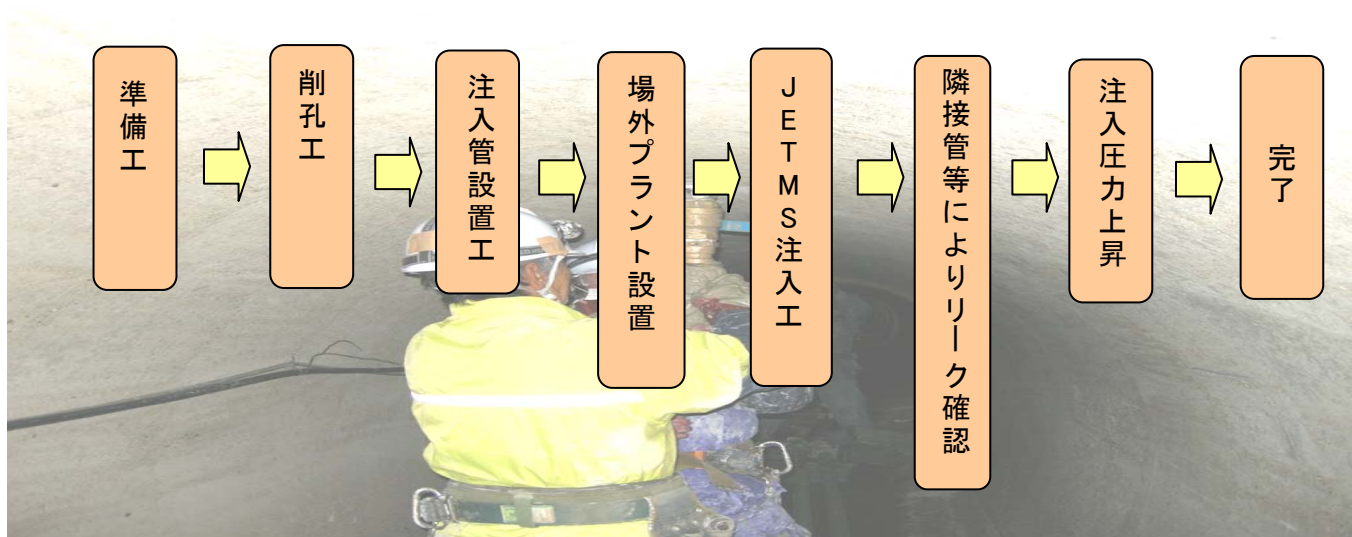 準備工
削孔工
注入管設置工
場外プラント設置
JETMS注入工
隣接管等によりリーク確認
注入圧力上昇
完了